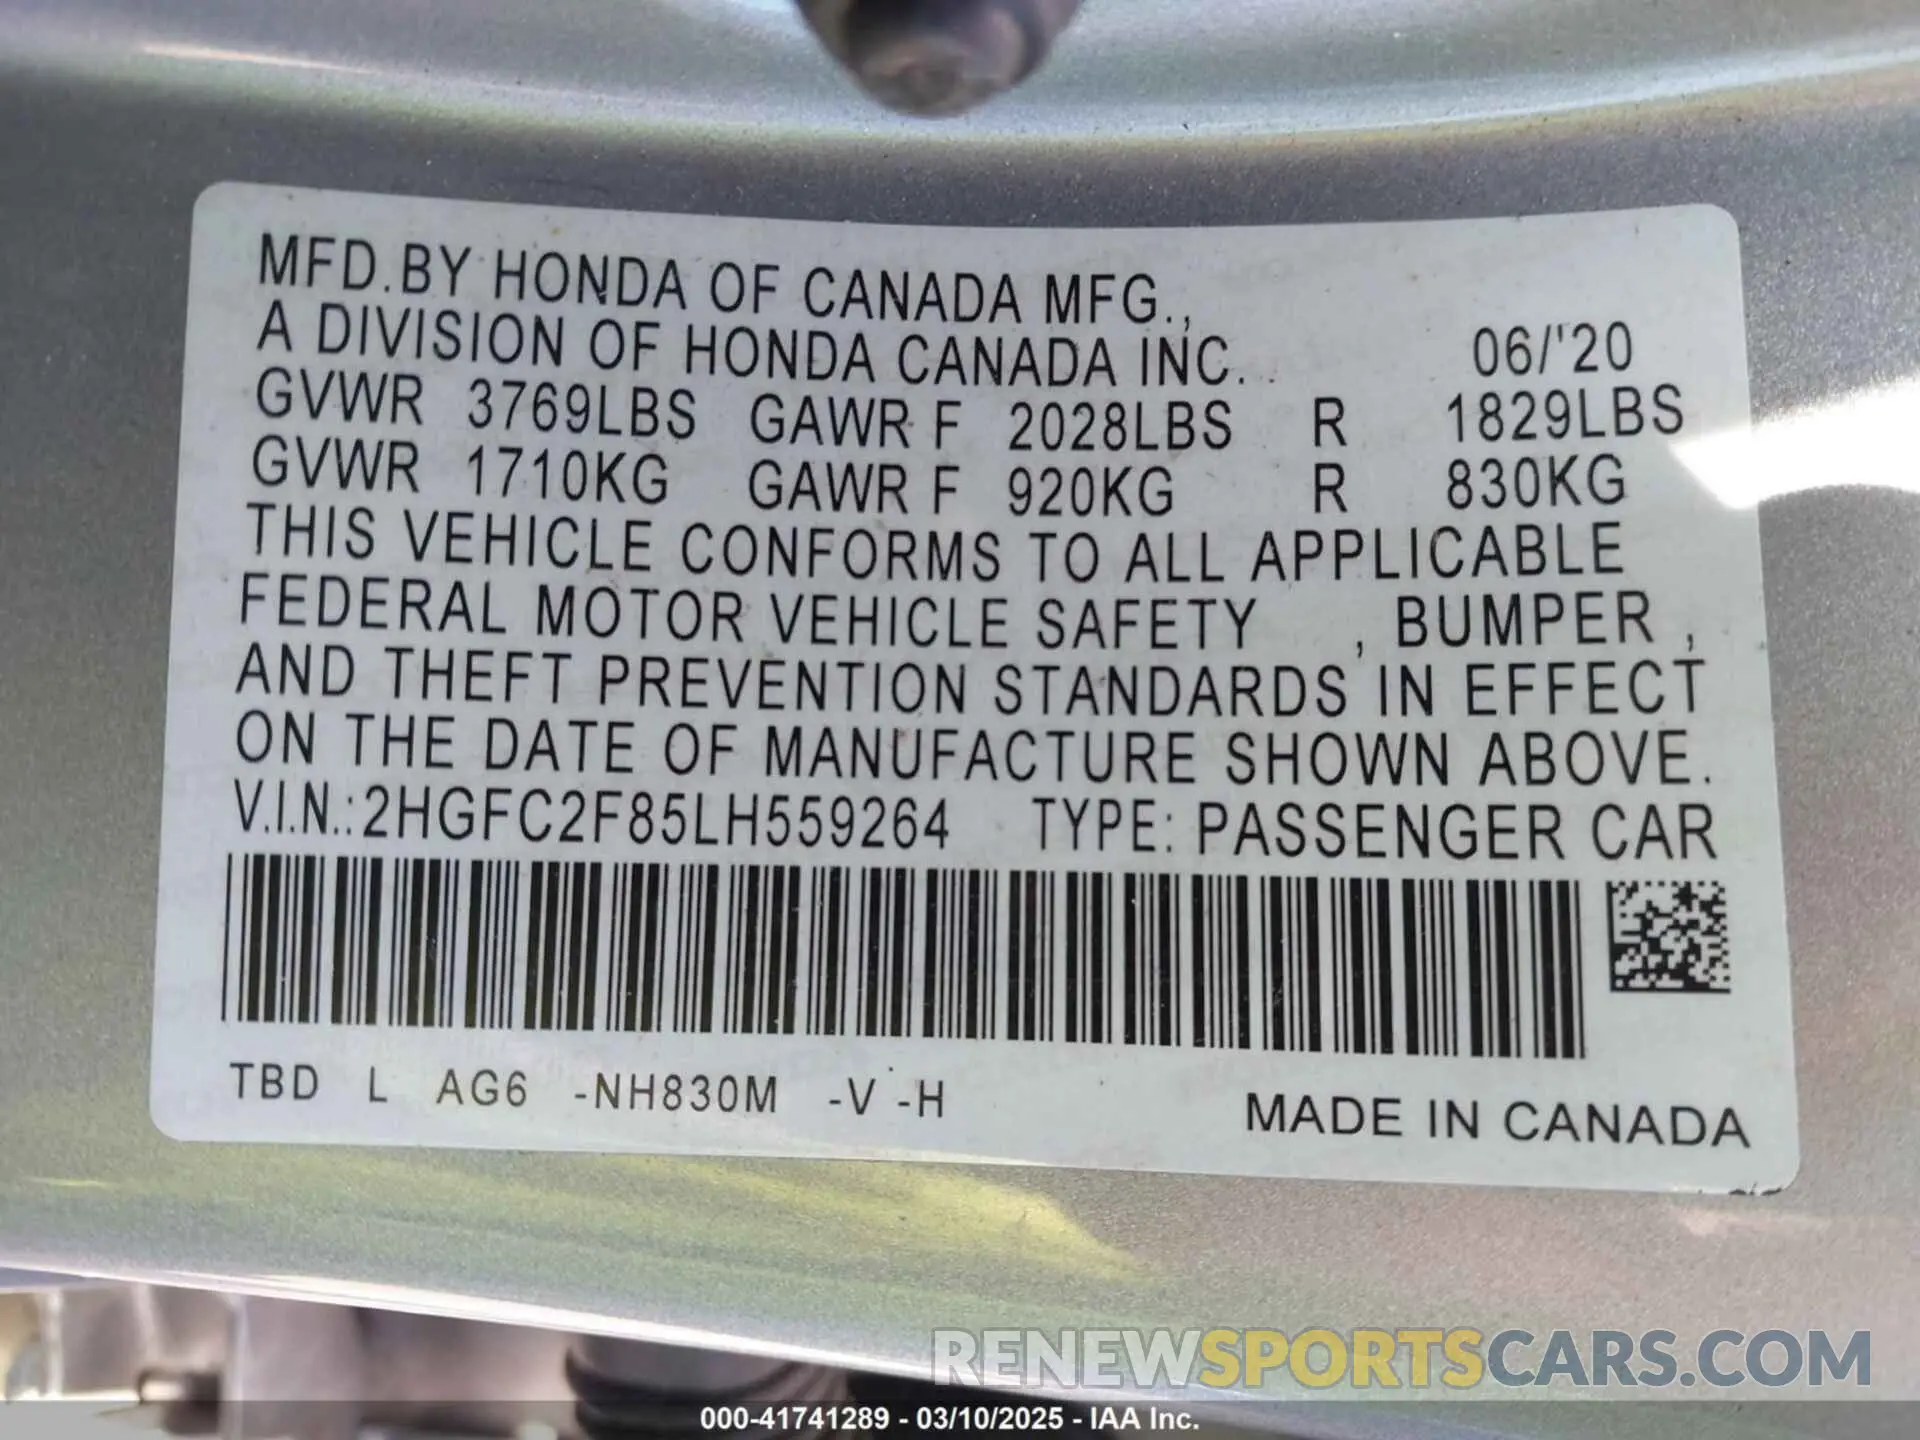 MFD.BY HONDA OF CANADA MFG.,
A DIVISION OF HONDA CANADA INC. 06/'20
GVWR 3769LBS GAWR F 2028LBS R 1829LBS
GVWR 1710KG GAWR F 920KG R 830KG
THIS VEHICLE CONFORMS TO ALL APPLICABLE
FEDERAL MOTOR VEHICLE SAFETY , BUMPER ,
AND THEFT PREVENTION STANDARDS IN EFFECT
ON THE DATE OF MANUFACTURE SHOWN ABOVE.
V.I.N.:2HGFC2F85LH559264 TYPE: PASSENGER CAR
TBD L AG6 -NH830M -V -H
MADE IN CANADA
RENEWSPORTSCARS.COM
000-41741289 - 03/10/2025 - IAA Inc.